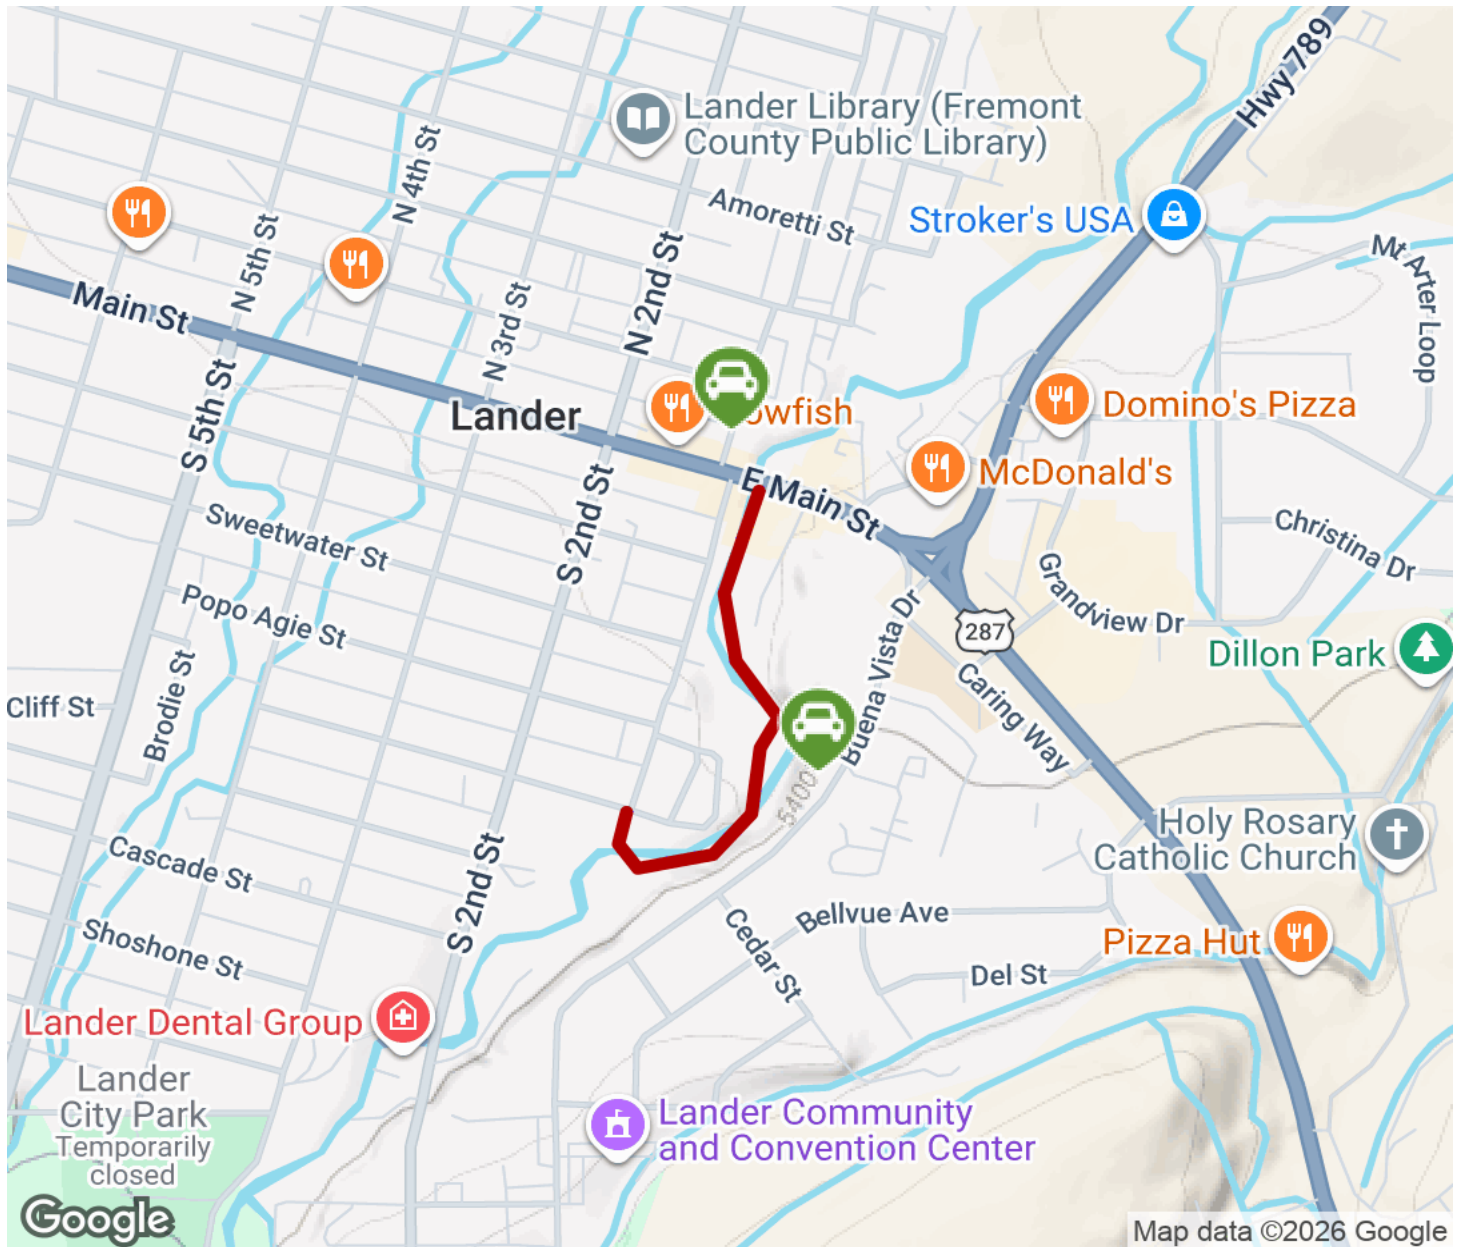 Hwy 789
Lander Library (Fremont
County Public Library)
N 4th St
Amoretti St
Stroker's USA
N 5th St
N 2nd St
Mt Arter Loop
Main St
N 3rd St
S 5th St
Lander
owfish
Domino's Pizza
E Main St
McDonald's
S 2nd St
Sweetwater St
Christina Dr
Grandview Dr
Popo Agie St
287
Buena Vista Dr
Dillon Park
Cliff St
Brodie St
Caring Way
5400
Holy Rosary
Catholic Church
Cascade St
S 2nd St
Shoshone St
Bellvue Ave
Cedar St
Pizza Hut
Del St
Lander Dental Group
Lander
City Park
Temporarily
closed
Lander Community
and Convention Center
Google
Map data ©2026 Google